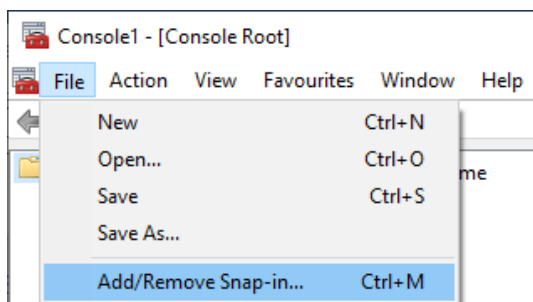 Console1 - [Console Root]
File Action View Favourites Window Help
New Ctrl+N
Open... Ctrl+O
me
Save Ctrl+S
Save As...
Add/Remove Snap-in... Ctrl+M